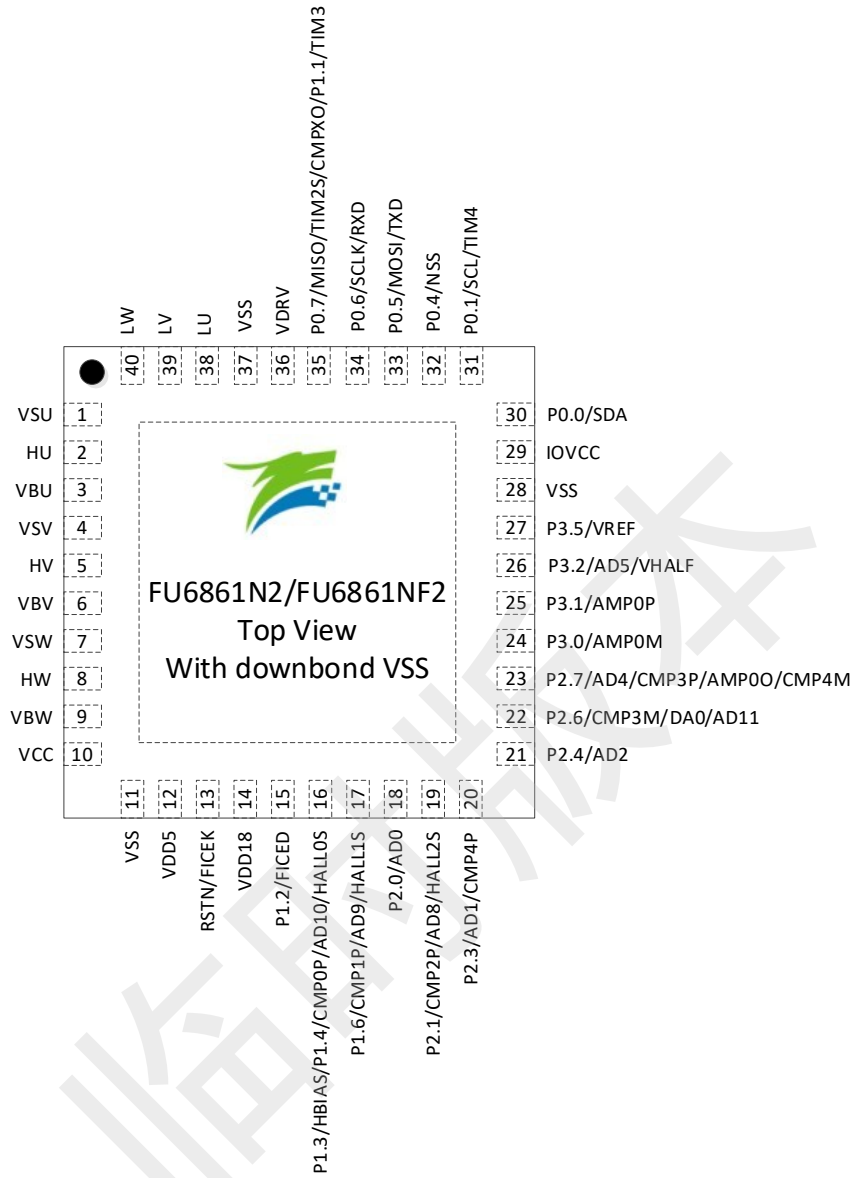 P0.7/MISO/TIM2S/CMPXO/P1.1/TIM3
P0.6/SCLK/RXD
P0.5/MOSI/TXD
P0.4/NSS
P0.1/SCL/TIM4
LW
LV
LU
VSS
VDRV
40
39
38
37
36
35
34
33
32
31
VSU 1
HU 2
VBU 3
VSV 4
HV 5
VBV 6
VSW 7
HW 8
VBW 9
VCC 10
FU6861N2/FU6861NF2
Top View
With downbond VSS
30 P0.0/SDA
29 IOVCC
28 VSS
27 P3.5/VREF
26 P3.2/AD5/VHALF
25 P3.1/AMP0P
24 P3.0/AMP0M
23 P2.7/AD4/CMP3P/AMP0O/CMP4M
22 P2.6/CMP3M/DA0/AD11
21 P2.4/AD2
11
12
13
14
15
16
17
18
19
20
VSS
VDD5
RSTN/FICEK
VDD18
P1.2/FICED
P1.3/HBIAS/P1.4/CMP0P/AD10/HALL0S
P1.6/CMP1P/AD9/HALL1S
P2.0/AD0
P2.1/CMP2P/AD8/HALL2S
P2.3/AD1/CMP4P
临时版本